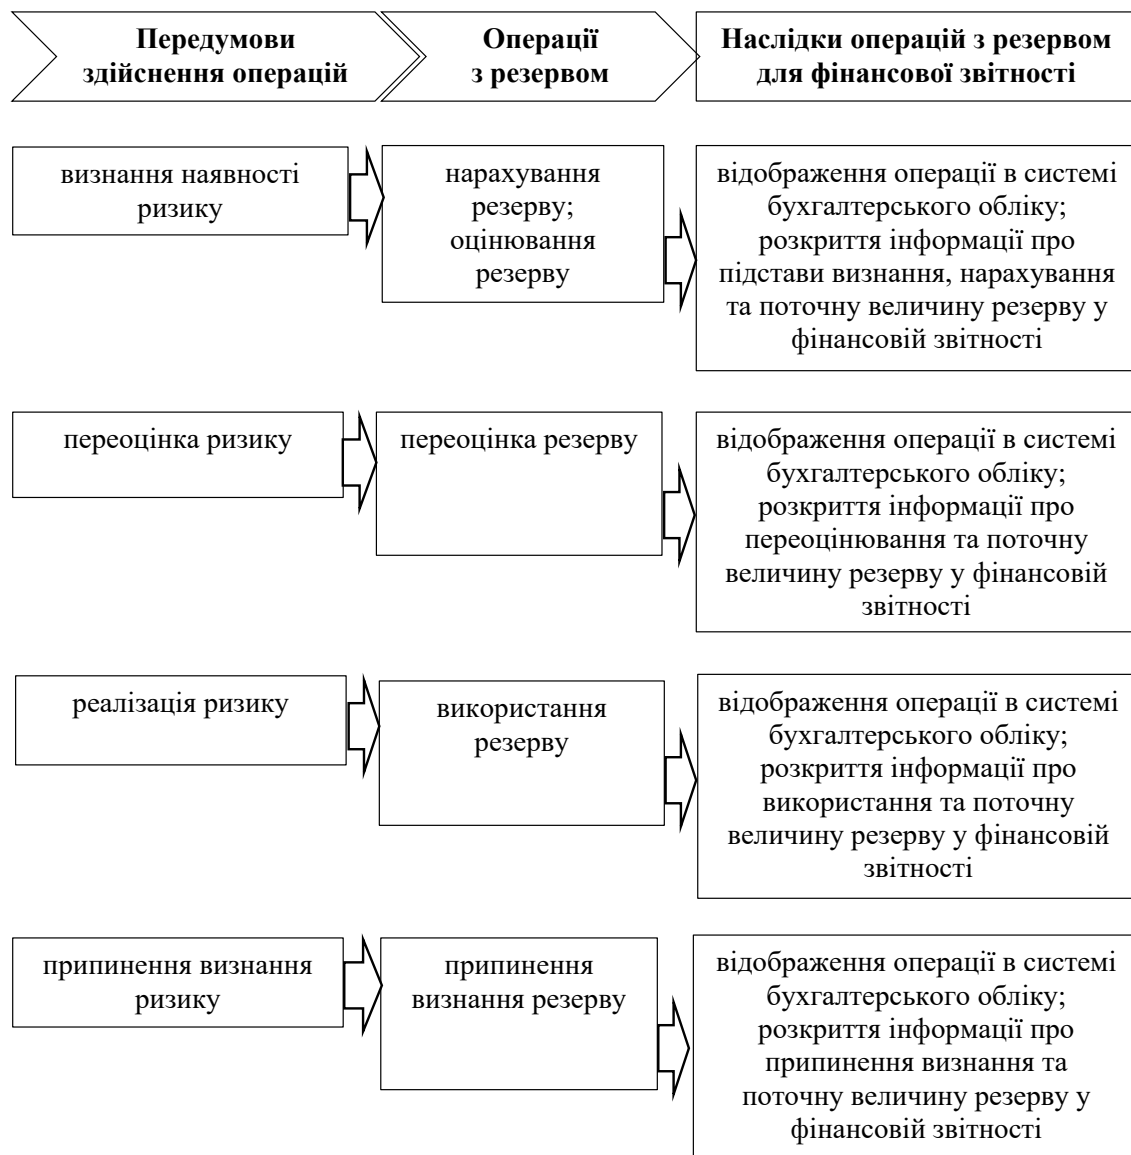 Передумови
здійснення операцій
Операції
з резервом
Наслідки операцій з резервом
для фінансової звітності
визнання наявності
ризику
нарахування
резерву;
оцінювання
резерву
відображення операції в системі
бухгалтерського обліку;
розкриття інформації про
підстави визнання, нарахування
та поточну величину резерву у
фінансовій звітності
переоцінка ризику
переоцінка резерву
відображення операції в системі
бухгалтерського обліку;
розкриття інформації про
переоцінювання та поточну
величину резерву у фінансовій
звітності
реалізація ризику
використання
резерву
відображення операції в системі
бухгалтерського обліку;
розкриття інформації про
використання та поточну
величину резерву у фінансовій
звітності
припинення визнання
ризику
припинення
визнання резерву
відображення операції в системі
бухгалтерського обліку;
розкриття інформації про
припинення визнання та
поточну величину резерву у
фінансовій звітності